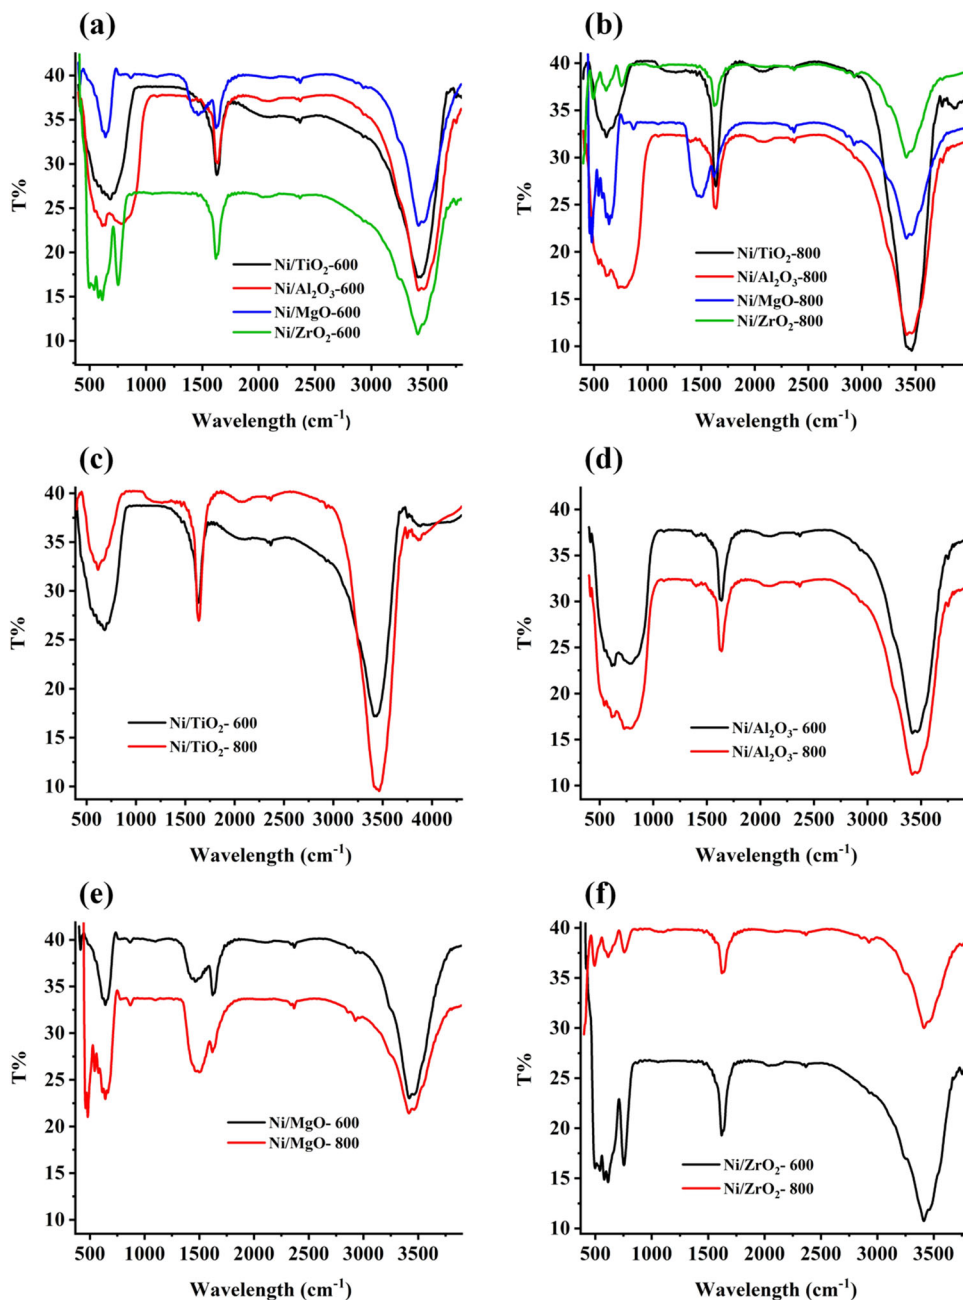 (a)
40
35
30
25
20
15
10
T%
Ni/TiO₂-600
Ni/Al₂O₃-600
Ni/MgO-600
Ni/ZrO₂-600
500 1000 1500 2000 2500 3000 3500
Wavelength (cm⁻¹)
(b)
40
35
30
25
20
15
10
T%
Ni/TiO₂-800
Ni/Al₂O₃-800
Ni/MgO-800
Ni/ZrO₂-800
500 1000 1500 2000 2500 3000 3500
Wavelength (cm⁻¹)
(c)
40
35
30
25
20
15
10
T%
Ni/TiO₂- 600
Ni/TiO₂- 800
500 1000 1500 2000 2500 3000 3500 4000
Wavelength (cm⁻¹)
(d)
40
35
30
25
20
15
10
T%
Ni/Al₂O₃- 600
Ni/Al₂O₃- 800
500 1000 1500 2000 2500 3000 3500
Wavelength (cm⁻¹)
(e)
40
35
30
25
20
15
10
T%
Ni/MgO- 600
Ni/MgO- 800
500 1000 1500 2000 2500 3000 3500
Wavelength (cm⁻¹)
(f)
40
35
30
25
20
15
10
T%
Ni/ZrO₂- 600
Ni/ZrO₂- 800
500 1000 1500 2000 2500 3000 3500
Wavelength (cm⁻¹)